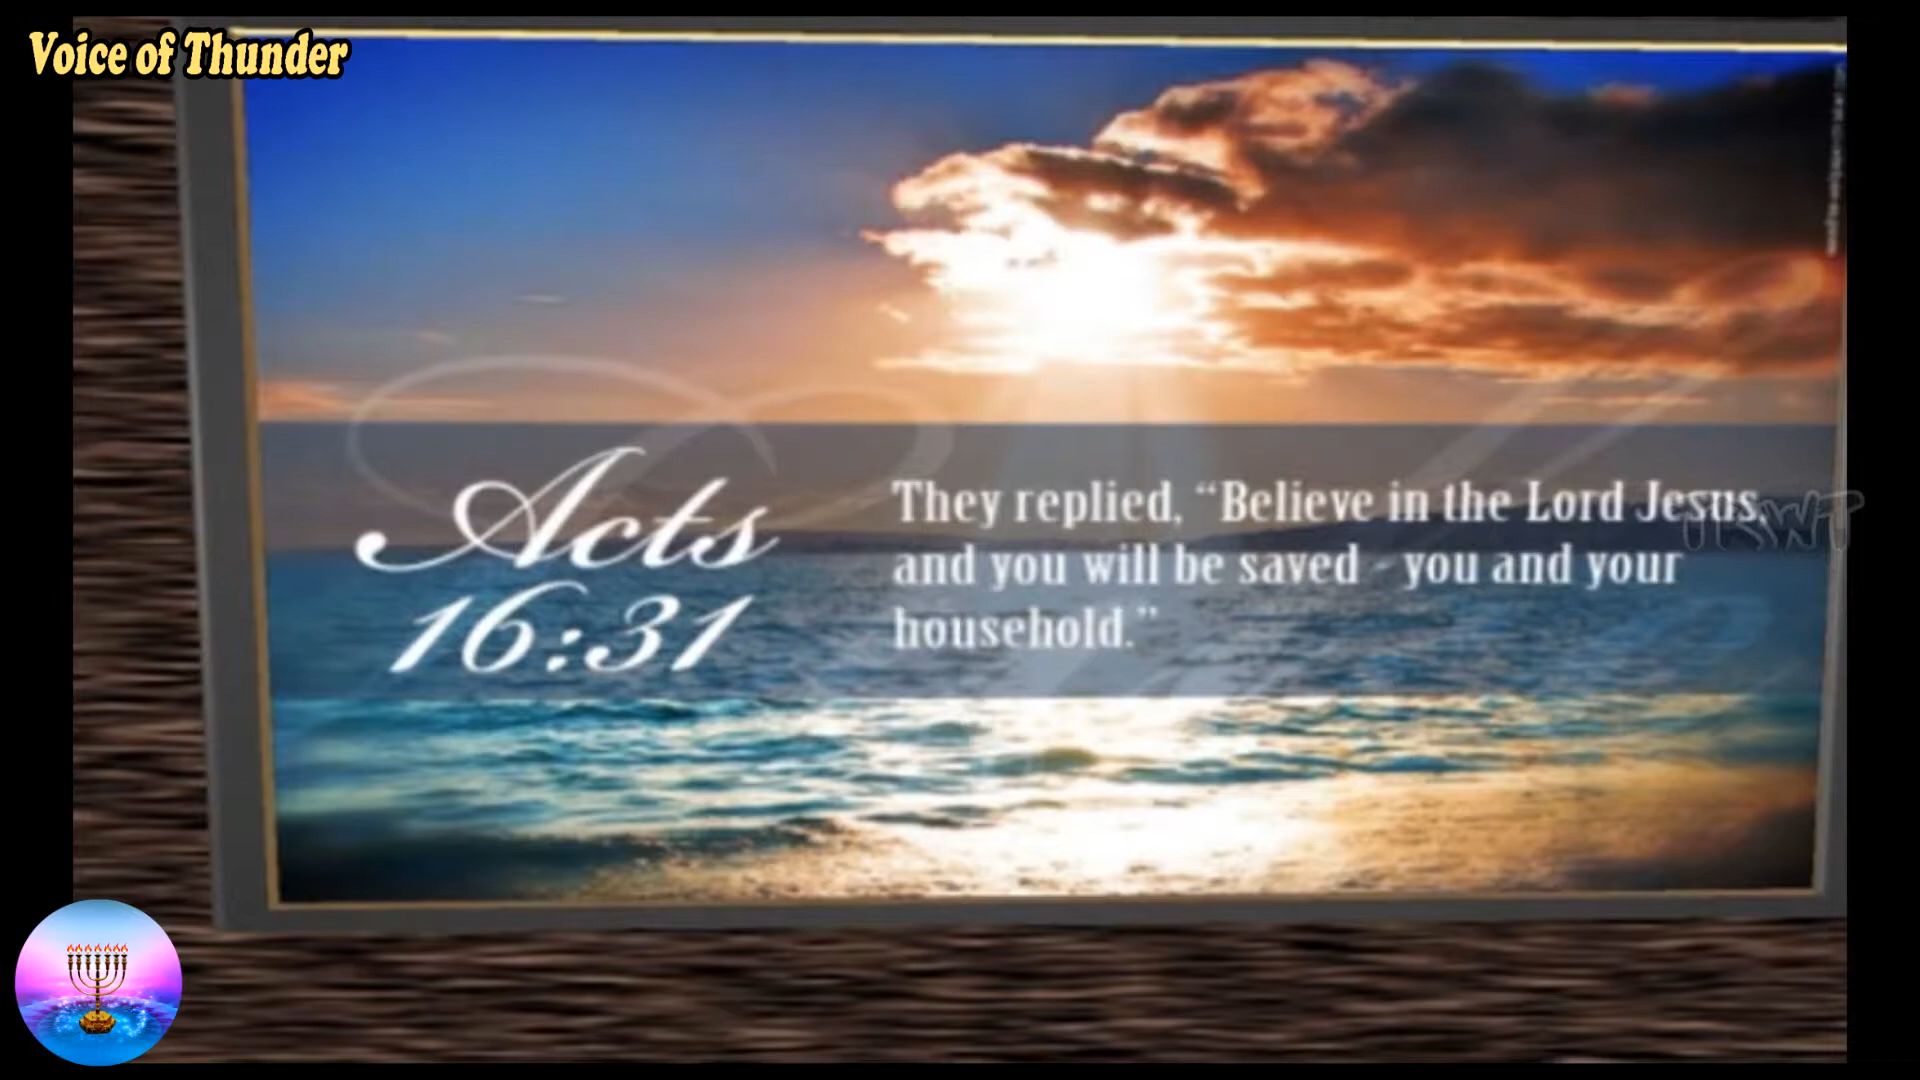 Voice of Thunder
Acts
16:31
They replied, “Believe in the Lord Jesus,
and you will be saved - you and your
household.”